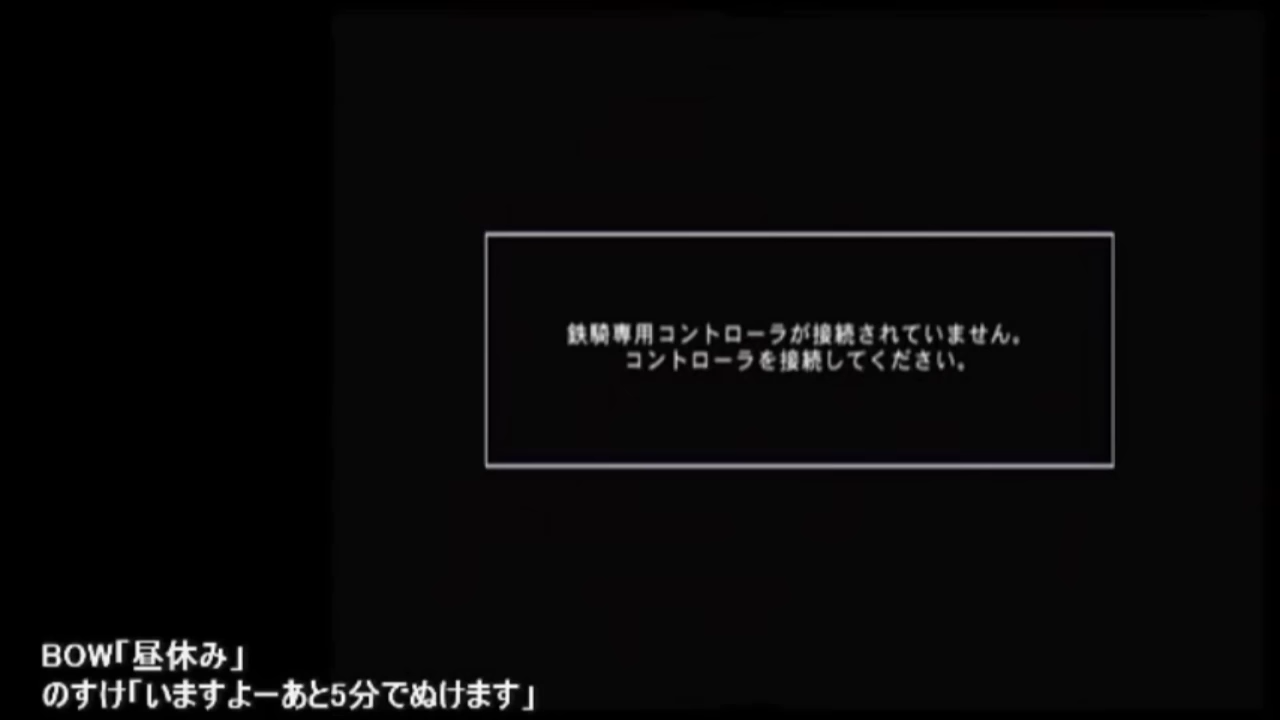 鉄騎専用コントローラが接続されていません。
コントローラを接続してください。
BOW「昼休み」
のすけ「いますよーあと5分でぬけます」